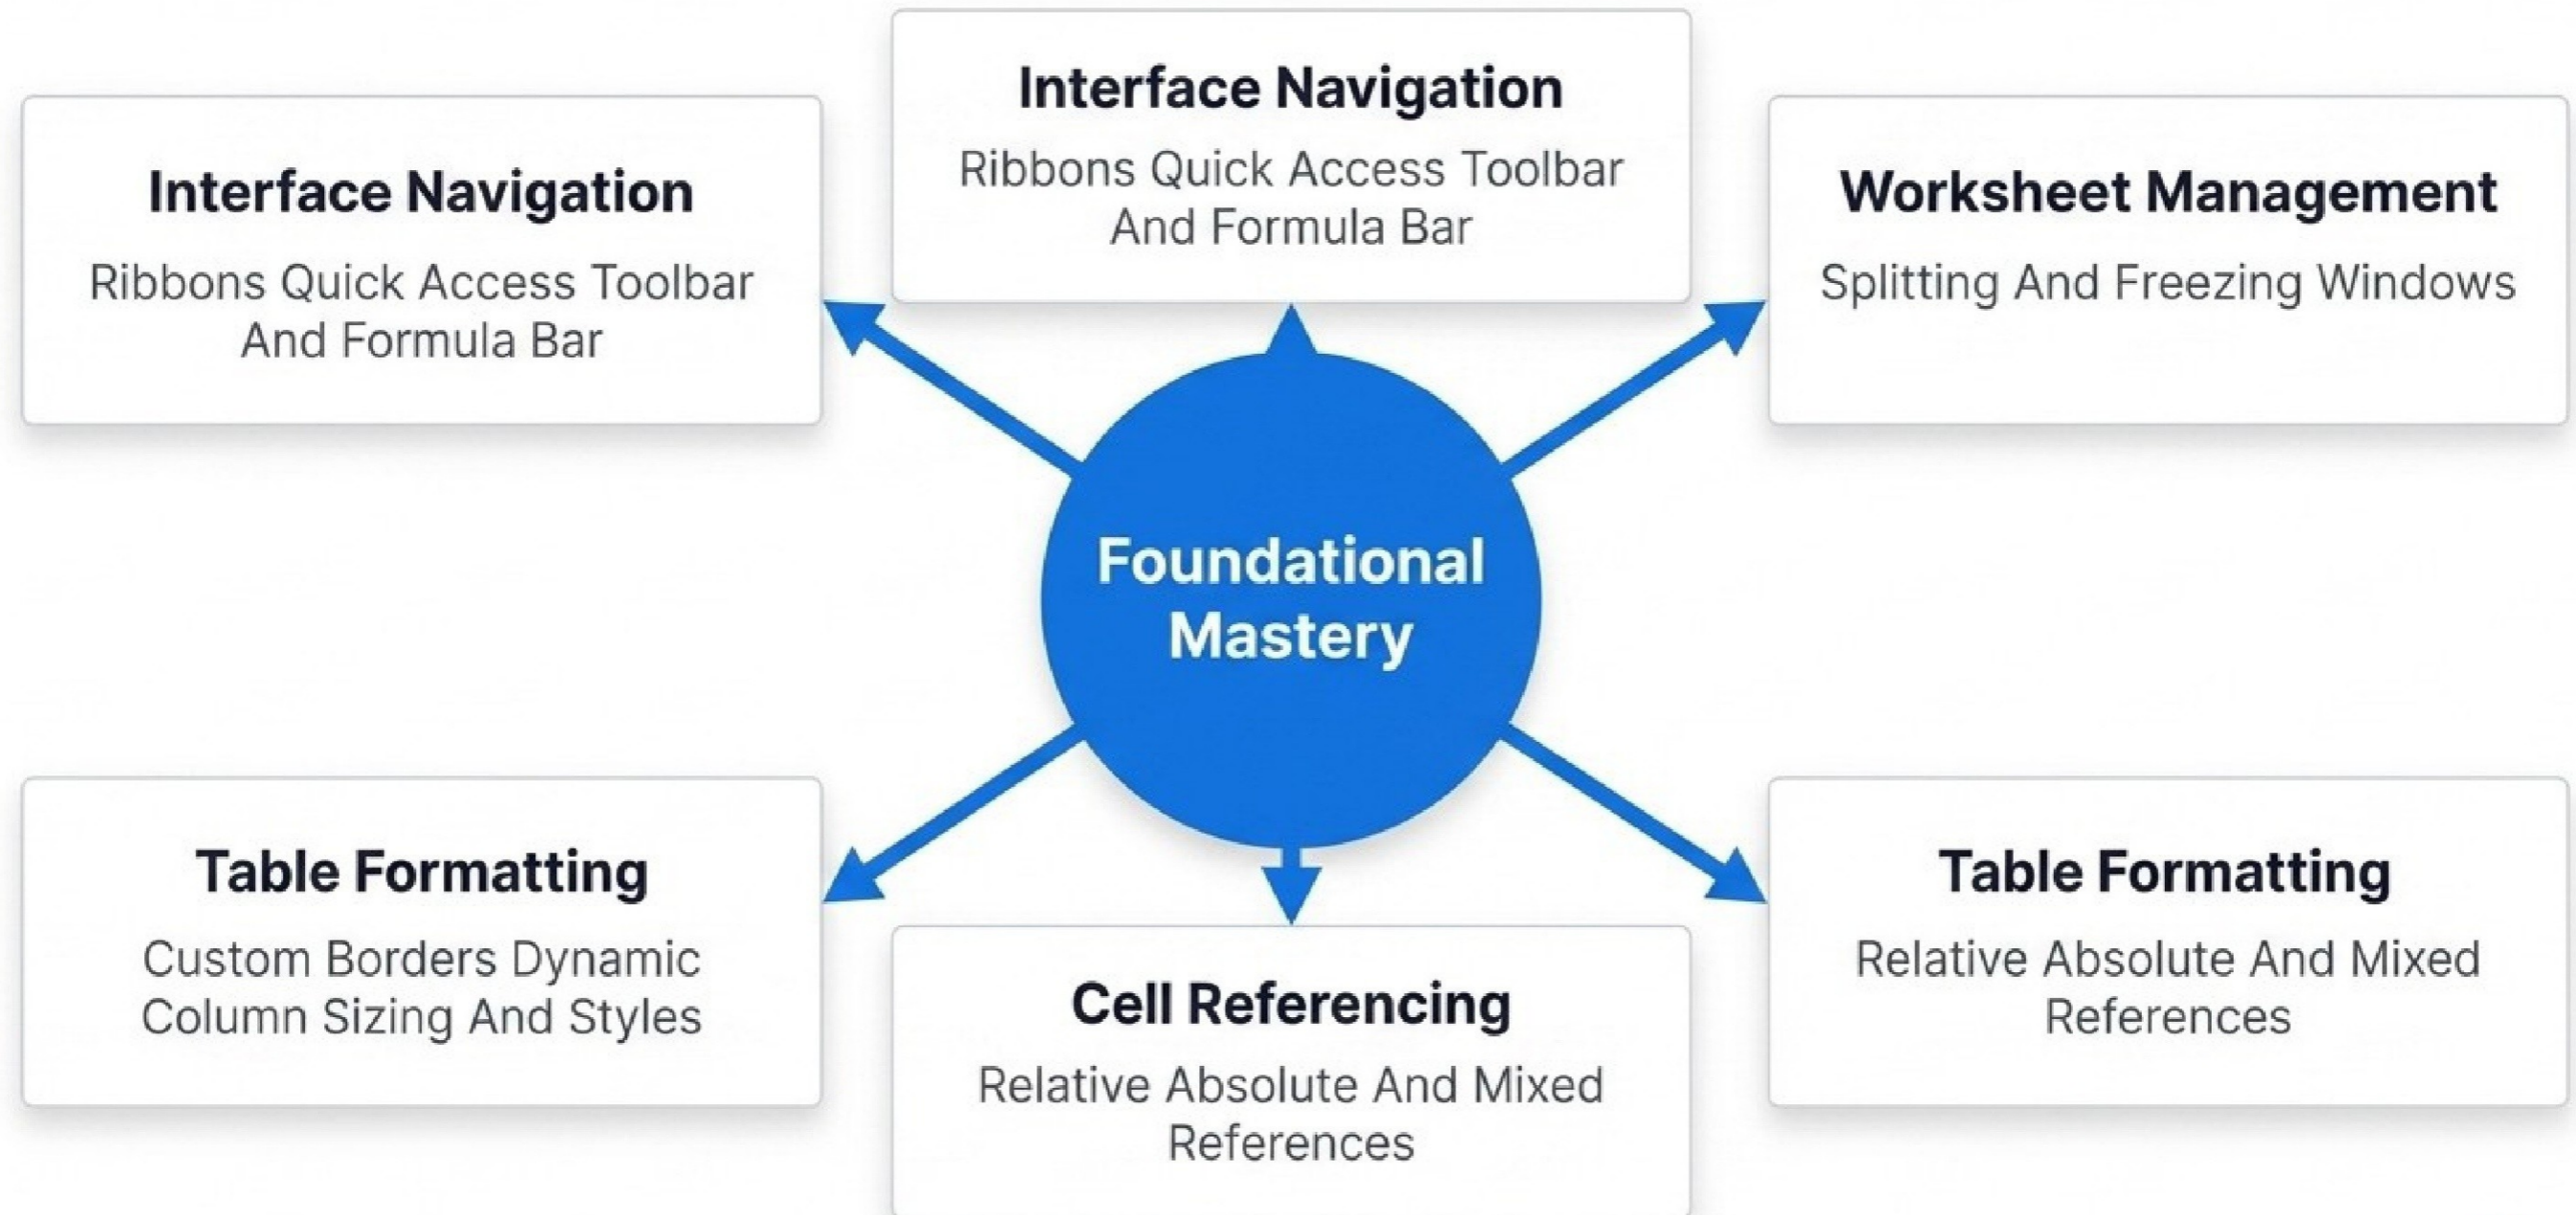 Interface Navigation
Ribbons Quick Access Toolbar
And Formula Bar
Interface Navigation
Ribbons Quick Access Toolbar
And Formula Bar
Worksheet Management
Splitting And Freezing Windows
Foundational
Mastery
Table Formatting
Custom Borders Dynamic
Column Sizing And Styles
Cell Referencing
Relative Absolute And Mixed
References
Table Formatting
Relative Absolute And Mixed
References